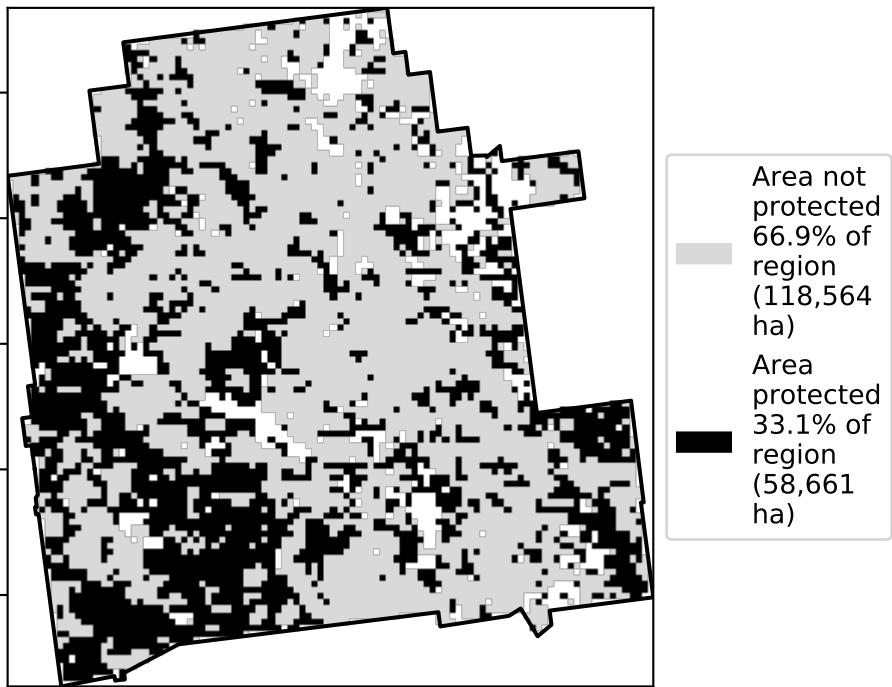 Area not
protected
66.9% of
region
(118,564
ha)
Area
protected
33.1% of
region
(58,661
ha)